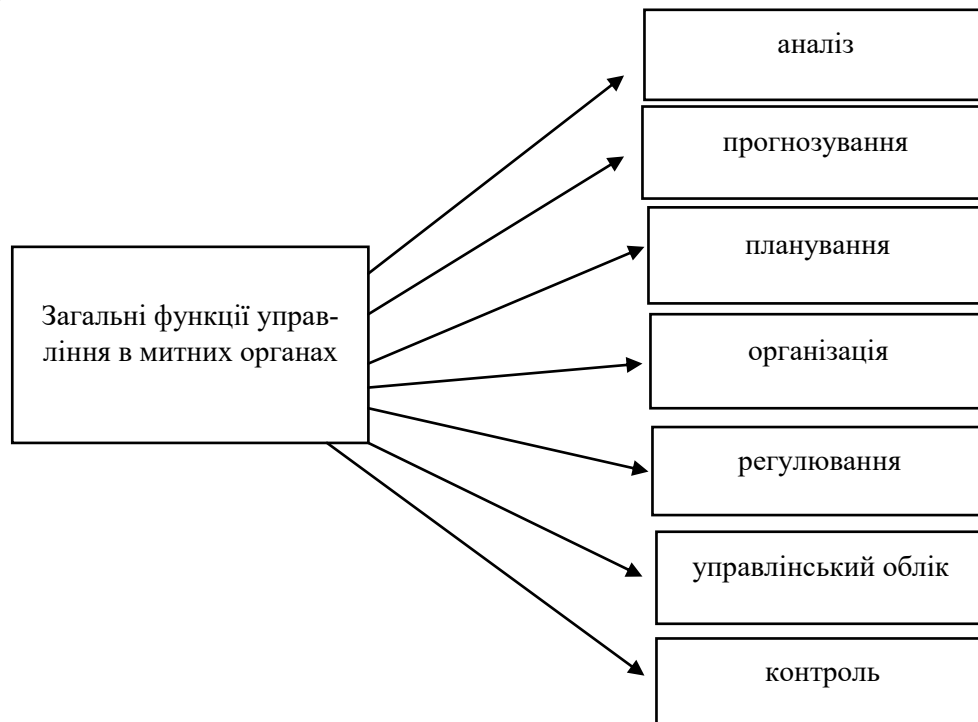 аналіз
прогнозування
планування
Загальні функції управ-
ління в митних органах
організація
регулювання
управлінський облік
контроль